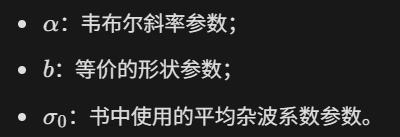 • α：韦布尔斜率参数；
• b：等价的形状参数；
• σ₀：书中使用的平均杂波系数参数。